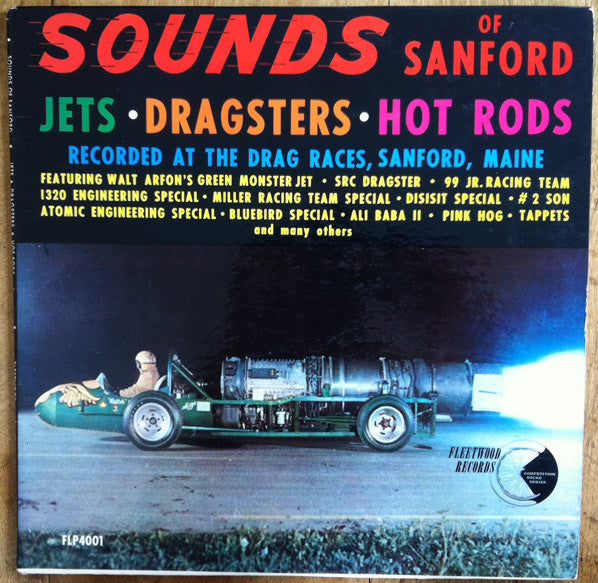 SOUNDS OF SANFORD
JETS · DRAGSTERS · HOT RODS
RECORDED AT THE DRAG RACES, SANFORD, MAINE
FEATURING WALT ARFON'S GREEN MONSTER JET · SRC DRAGSTER · 99 JR. RACING TEAM
1320 ENGINEERING SPECIAL · MILLER RACING TEAM SPECIAL · DISISIT SPECIAL · #2 SON
ATOMIC ENGINEERING SPECIAL · BLUEBIRD SPECIAL · ALI BABA II · PINK HOG · TAPPETS
and many others
FLEETWOOD
RECORDS
COMPETITION
SOUND
SERIES
FLP4001
SOUNDS OF SANFORD